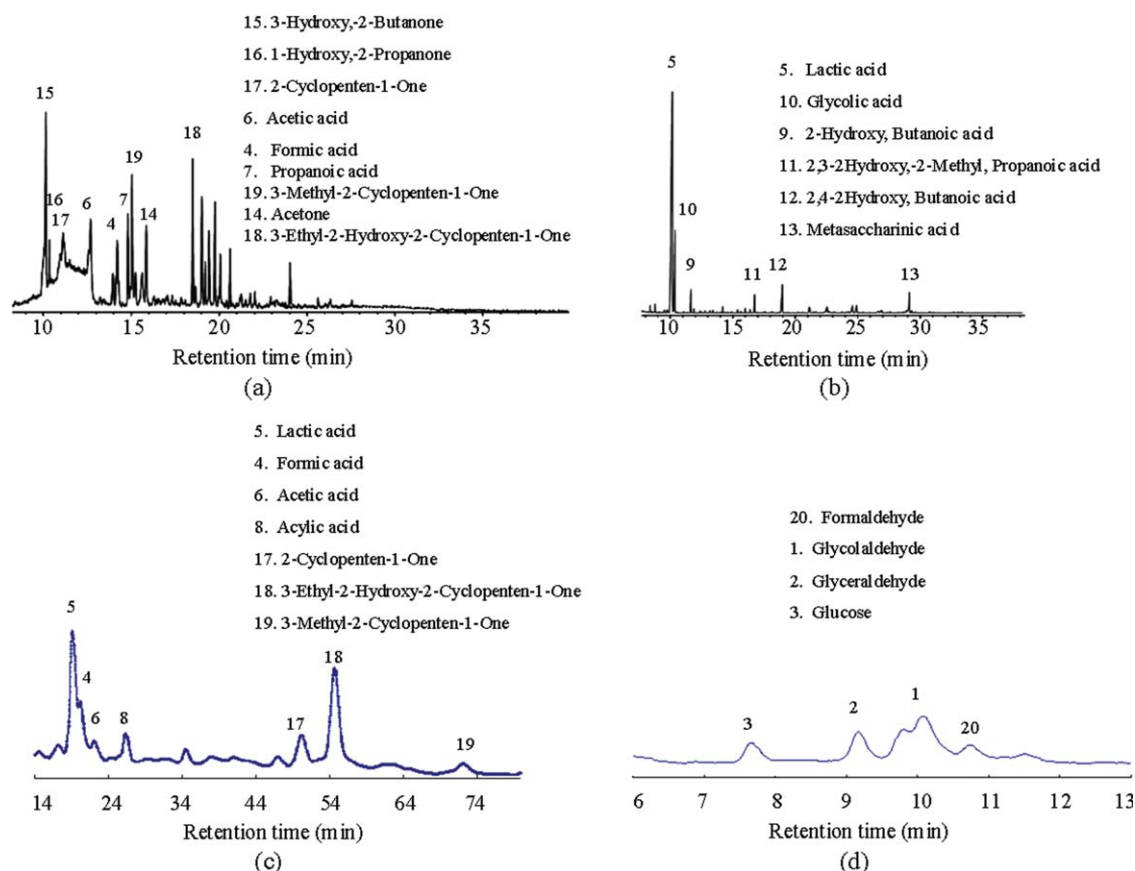 15. 3-Hydroxy,-2-Butanone
16. 1-Hydroxy,-2-Propanone
17. 2-Cyclopenten-1-One
6. Acetic acid
4. Formic acid
7. Propanoic acid
19. 3-Methyl-2-Cyclopenten-1-One
14. Acetone
18. 3-Ethyl-2-Hydroxy-2-Cyclopenten-1-One
15
16
17
6
4
7
19
14
18
10 15 20 25 30 35
Retention time (min)
(a)
5. Lactic acid
10. Glycolic acid
9. 2-Hydroxy, Butanoic acid
11. 2,3-2Hydroxy,-2-Methyl, Propanoic acid
12. 2,4-2Hydroxy, Butanoic acid
13. Metasaccharinic acid
5
10
9
11
12
13
10 15 20 25 30 35
Retention time (min)
(b)
5. Lactic acid
4. Formic acid
6. Acetic acid
8. Acylic acid
17. 2-Cyclopenten-1-One
18. 3-Ethyl-2-Hydroxy-2-Cyclopenten-1-One
19. 3-Methyl-2-Cyclopenten-1-One
5
4
6
8
17
18
19
14 24 34 44 54 64 74
Retention time (min)
(c)
20. Formaldehyde
1. Glycolaldehyde
2. Glyceraldehyde
3. Glucose
3
2
1
20
6 7 8 9 10 11 12 13
Retention time (min)
(d)